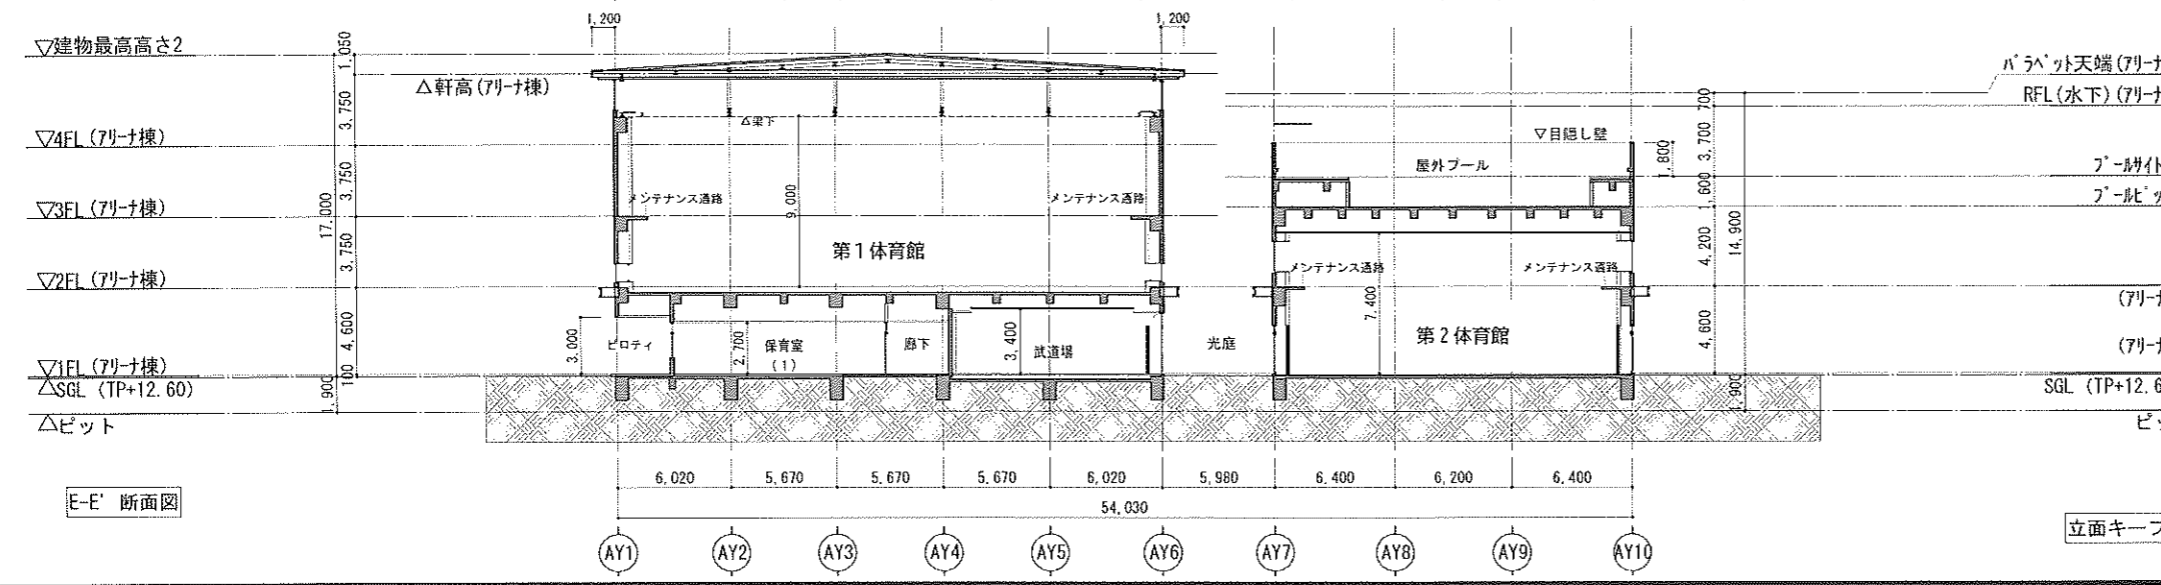 1,200
1,200
▽建物最高高さ2
1,050
△軒高(アリーナ棟)
パラペット天端(アリーナ
RFL(水下)(アリーナ
700
3,750
△梁下
▽目隠し壁
3,700
▽4FL(アリーナ棟)
屋外プール
1,800
プールサイト
3,750
メンテナンス通路
メンテナンス通路
9,000
1,600
プールピッ
▽3FL(アリーナ棟)
17,000
第1体育館
3,750
4,200
14,900
▽2FL(アリーナ棟)
メンテナンス通路
メンテナンス通路
7,400
(アリーナ
4,600
3,000
ピロティ
2,700
保育室
(1)
廊下
3,400
武道場
光庭
第2体育館
4,600
(アリーナ
▽1FL(アリーナ棟)
100
△SGL (TP+12.60)
SGL (TP+12.6
1,900
1,900
△ピット
ピッ
6,020
5,670
5,670
5,670
6,020
5,980
6,400
6,200
6,400
54,030
E-E' 断面図
立面キープ
AY1
AY2
AY3
AY4
AY5
AY6
AY7
AY8
AY9
AY10